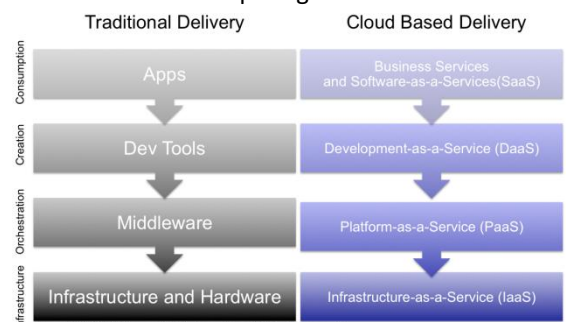 Traditional Delivery
Cloud Based Delivery
Consumption
Apps
Business Services
and Software-as-a-Services(SaaS)
Creation
Dev Tools
Development-as-a-Service (DaaS)
Orchestration
Middleware
Platform-as-a-Service (PaaS)
nfrastructure
Infrastructure and Hardware
Infrastructure-as-a-Service (IaaS)